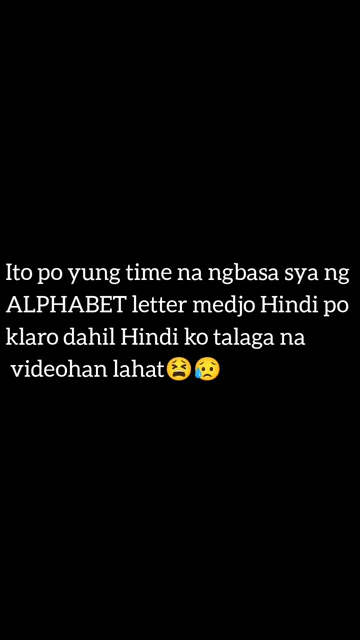 Ito po yung time na ngbasa sya ng
ALPHABET letter medjo Hindi po
klaro dahil Hindi ko talaga na
videohan lahat😫😥